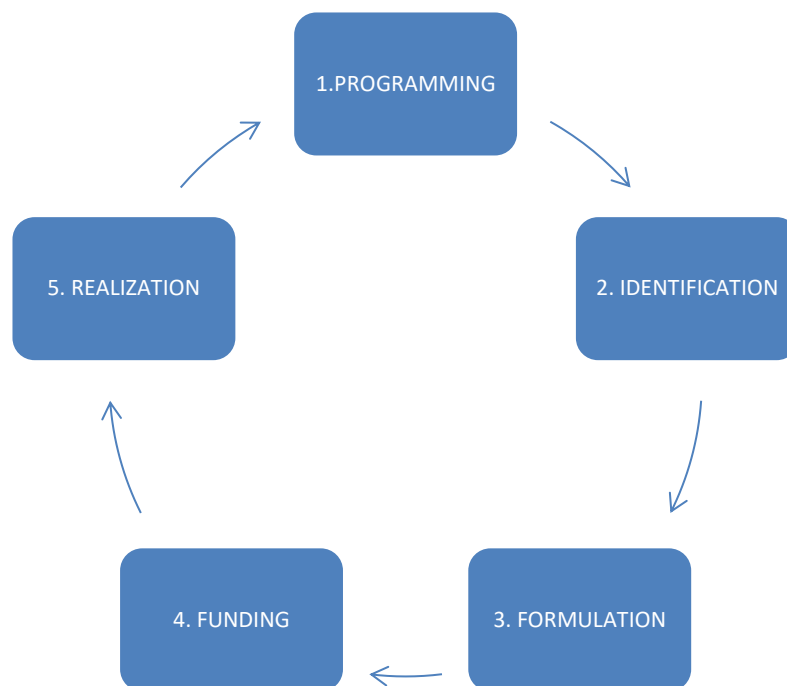 1.PROGRAMMING
2. IDENTIFICATION
3. FORMULATION
4. FUNDING
5. REALIZATION